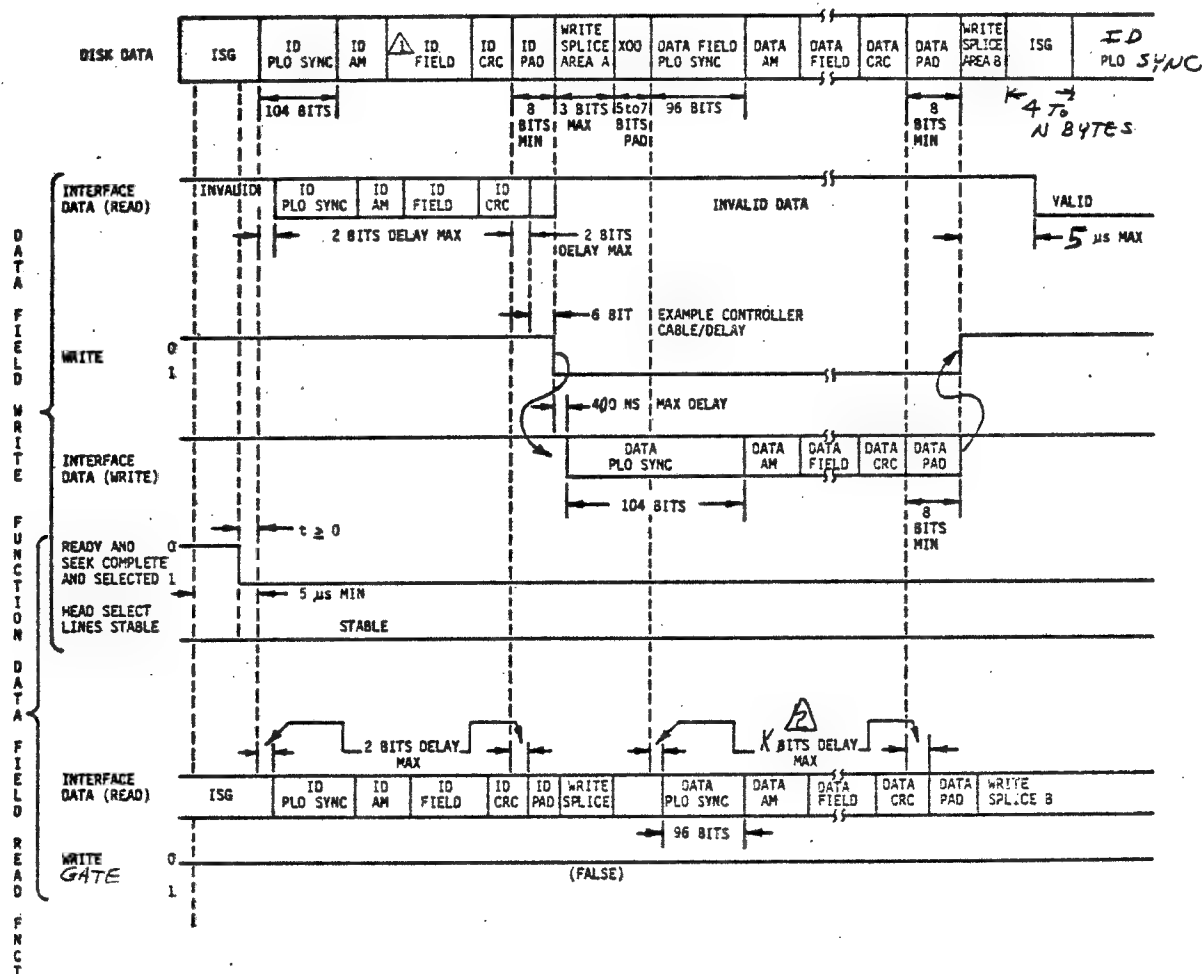 DISK DATA
ISG
ID
PLO SYNC
ID
AM
1 ID
FIELD
ID
CRC
ID
PAD
WRITE
SPLICE
AREA A
X00
DATA FIELD
PLO SYNC
DATA
AM
DATA
FIELD
DATA
CRC
DATA
PAD
WRITE
SPLICE
AREA B
ISG
ID
PLO SYNC
104 BITS
8
BITS
MIN
3 BITS
MAX
5to7
BITS
PAD
96 BITS
8
BITS
MIN
4 TO
N BYTES
DATA FIELD WRITE FUNCTION
INTERFACE
DATA (READ)
INVALID
ID
PLO SYNC
ID
AM
ID
FIELD
ID
CRC
INVALID DATA
VALID
2 BITS DELAY MAX
2 BITS
DELAY MAX
5 µs MAX
6 BIT EXAMPLE CONTROLLER
CABLE/DELAY
WRITE
0
1
400 NS MAX DELAY
INTERFACE
DATA (WRITE)
DATA
PLO SYNC
DATA
AM
DATA
FIELD
DATA
CRC
DATA
PAD
104 BITS
8
BITS
MIN
t ≥ 0
READY AND
SEEK COMPLETE
AND SELECTED
0
1
5 µs MIN
HEAD SELECT
LINES STABLE
STABLE
DATA FIELD READ FNCT
2 BITS DELAY
MAX
2
X BITS DELAY
MAX
INTERFACE
DATA (READ)
ISG
ID
PLO SYNC
ID
AM
ID
FIELD
ID
CRC
ID
PAD
WRITE
SPLICE
DATA
PLO SYNC
DATA
AM
DATA
FIELD
DATA
CRC
DATA
PAD
WRITE
SPLICE B
96 BITS
WRITE
GATE
0
1
(FALSE)